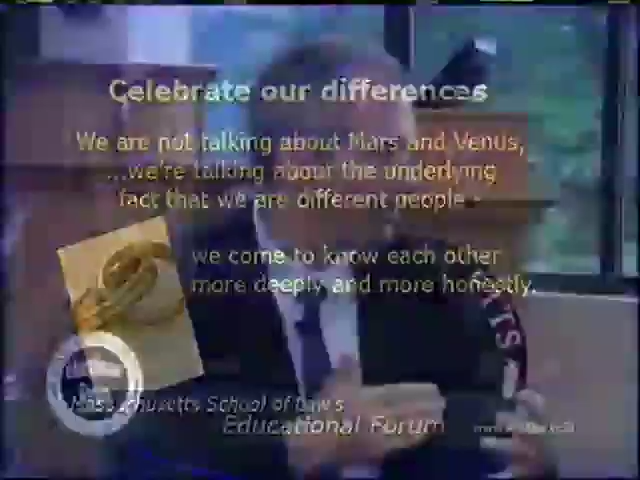 Celebrate our differences
We are not talking about Mars and Venus,
...we're talking about the underlying
fact that we are different people -
we come to know each other
more deeply and more honestly.
Massachusetts School of Law's
Educational Forum